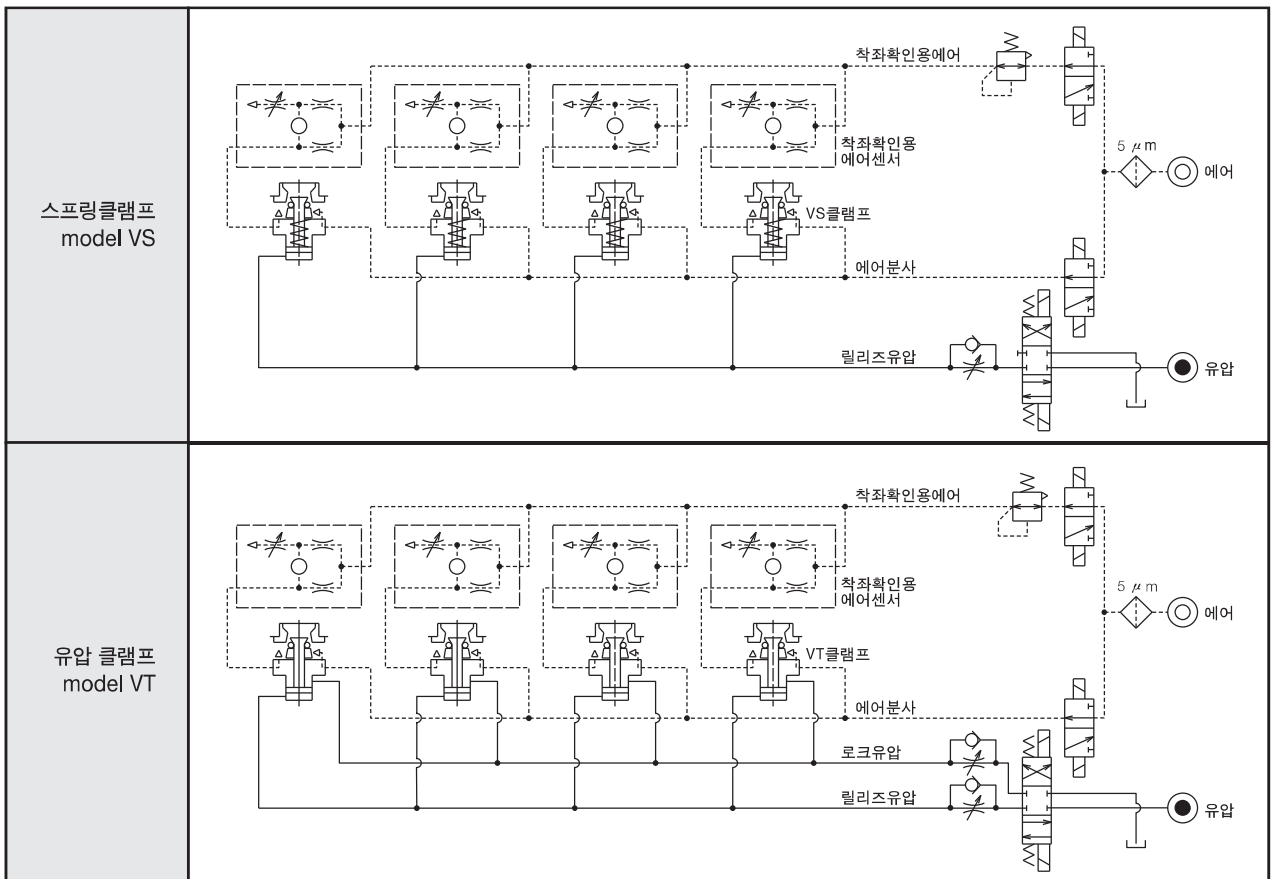 스프링클램프
model VS
착좌확인용에어
착좌확인용
에어센서
VS클램프
에어분사
릴리즈유압
5 μm
에어
유압
유압 클램프
model VT
착좌확인용에어
착좌확인용
에어센서
VT클램프
에어분사
로크유압
릴리즈유압
5 μm
에어
유압